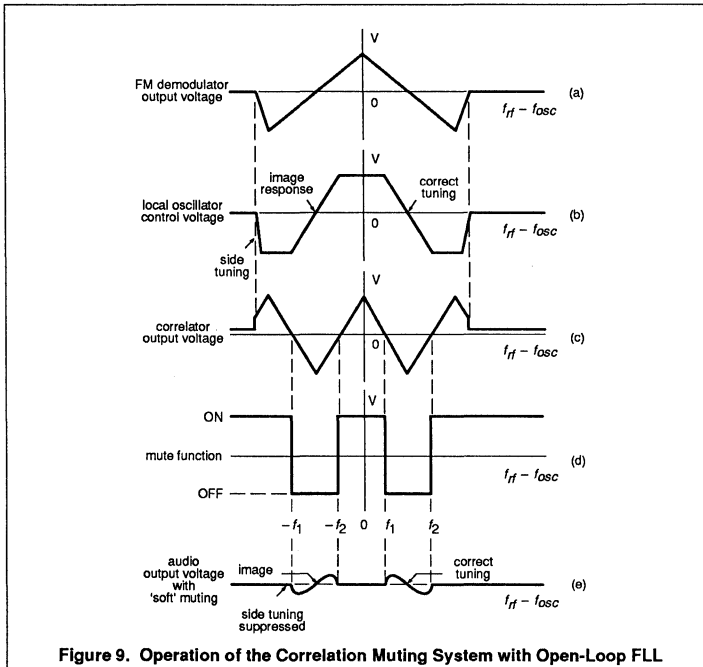 V
FM demodulator
output voltage
0
f_rf – f_osc
(a)
V
image
response
correct
tuning
local oscillator
control voltage
0
f_rf – f_osc
(b)
side
tuning
V
correlator
output voltage
0
f_rf – f_osc
(c)
V
ON
mute function
f_rf – f_osc
(d)
OFF
– f₁ – f₂ 0 f₁ f₂
audio
output voltage
with
'soft' muting
image
correct
tuning
(e)
f_rf – f_osc
side tuning
suppressed
Figure 9. Operation of the Correlation Muting System with Open-Loop FLL